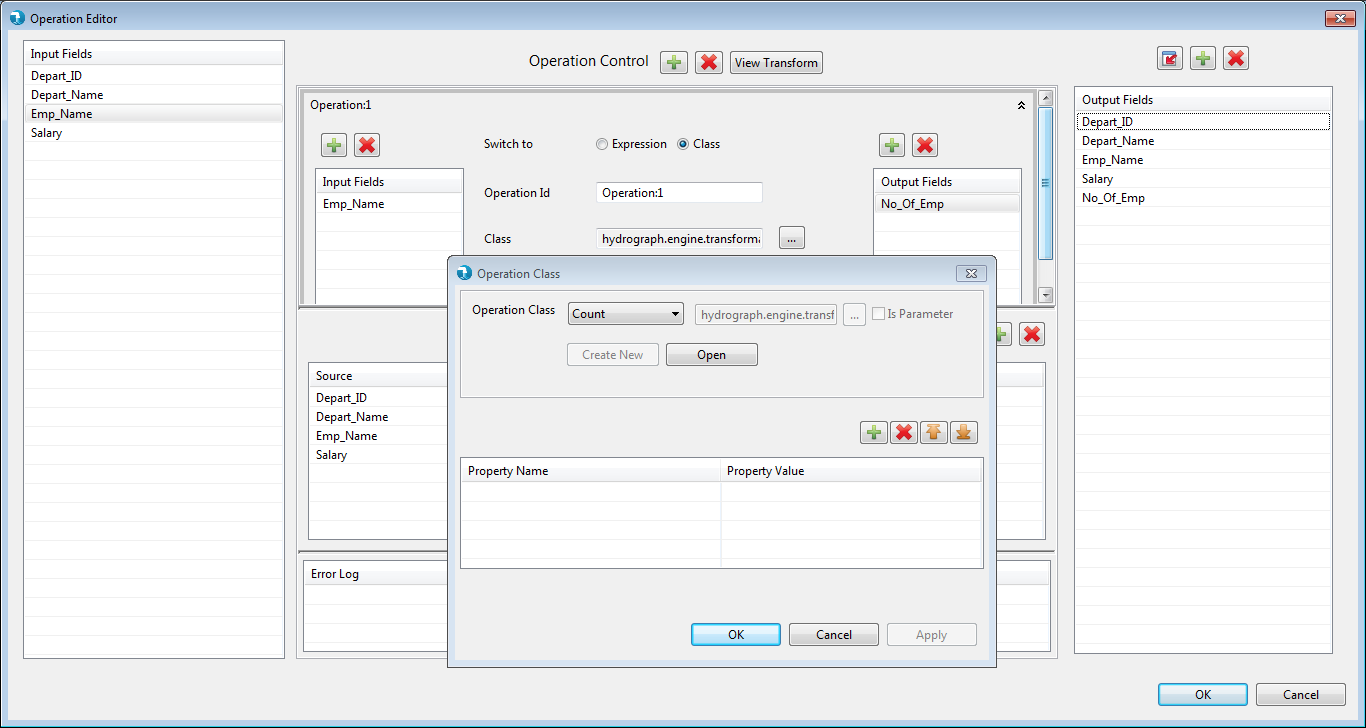 Operation Editor
Input Fields
Depart_ID
Depart_Name
Emp_Name
Salary
Operation Control
View Transform
Operation:1
Switch to
Expression
Class
Input Fields
Emp_Name
Operation Id
Operation:1
Class
hydrograph.engine.transforma
...
Output Fields
No_Of_Emp
Source
Depart_ID
Depart_Name
Emp_Name
Salary
Error Log
Operation Class
Operation Class
Count
hydrograph.engine.transf
...
Is Parameter
Create New
Open
Property Name
Property Value
OK
Cancel
Apply
Output Fields
Depart_ID
Depart_Name
Emp_Name
Salary
No_Of_Emp
OK
Cancel